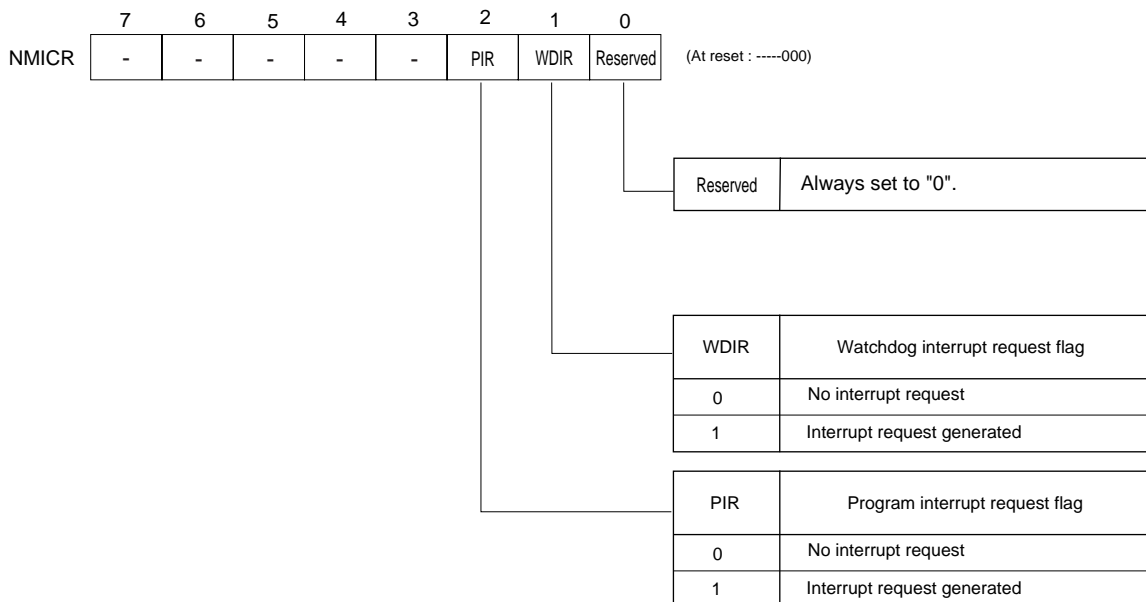 7 6 5 4 3 2 1 0
NMICR - - - - - PIR WDIR Reserved (At reset : -----000)
Reserved Always set to "0".
WDIR Watchdog interrupt request flag
0 No interrupt request
1 Interrupt request generated
PIR Program interrupt request flag
0 No interrupt request
1 Interrupt request generated